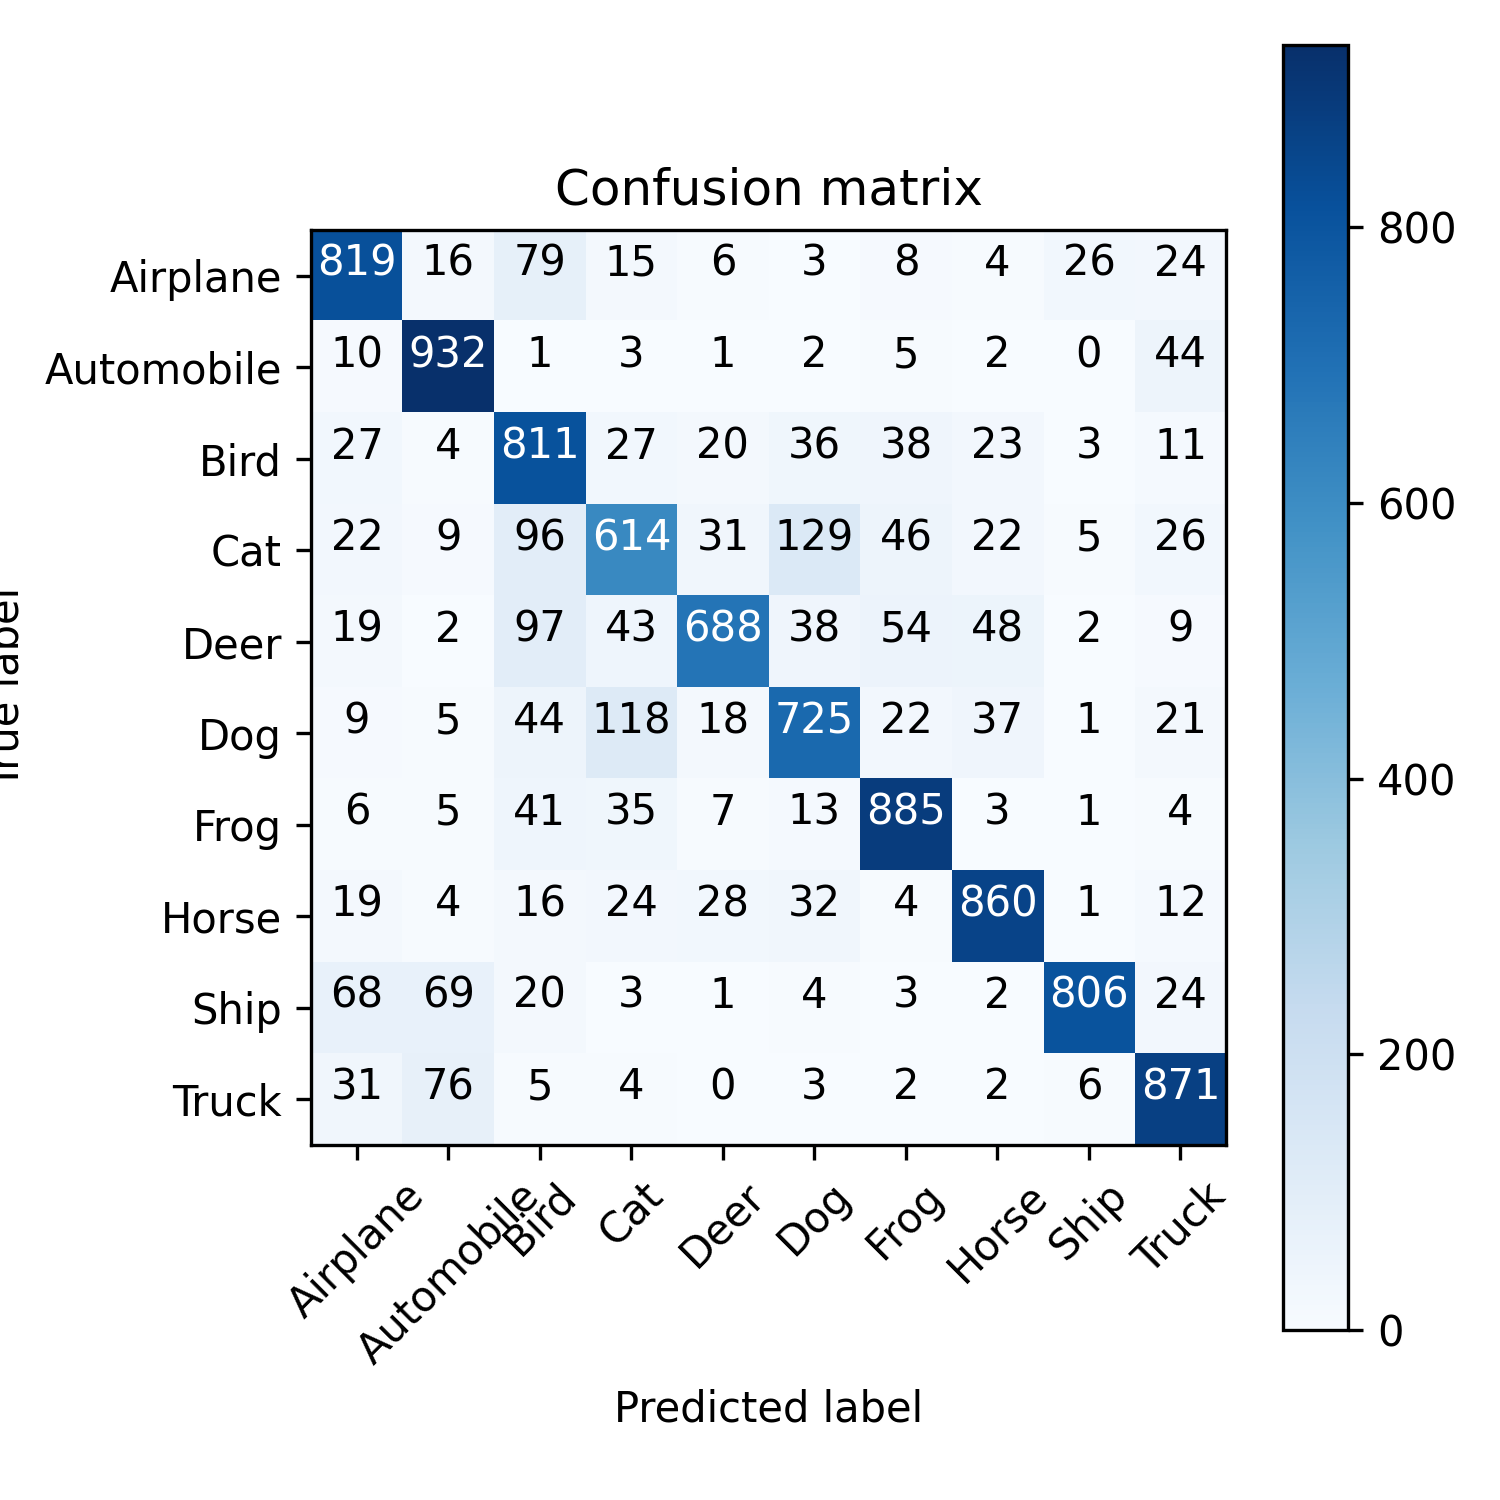 Confusion matrix
Airplane 819 16 79 15 6 3 8 4 26 24
Automobile 10 932 1 3 1 2 5 2 0 44
Bird 27 4 811 27 20 36 38 23 3 11
Cat 22 9 96 614 31 129 46 22 5 26
Deer 19 2 97 43 688 38 54 48 2 9
Dog 9 5 44 118 18 725 22 37 1 21
Frog 6 5 41 35 7 13 885 3 1 4
Horse 19 4 16 24 28 32 4 860 1 12
Ship 68 69 20 3 1 4 3 2 806 24
Truck 31 76 5 4 0 3 2 2 6 871
Airplane Automobile Bird Cat Deer Dog Frog Horse Ship Truck
Predicted label
True label
800
600
400
200
0